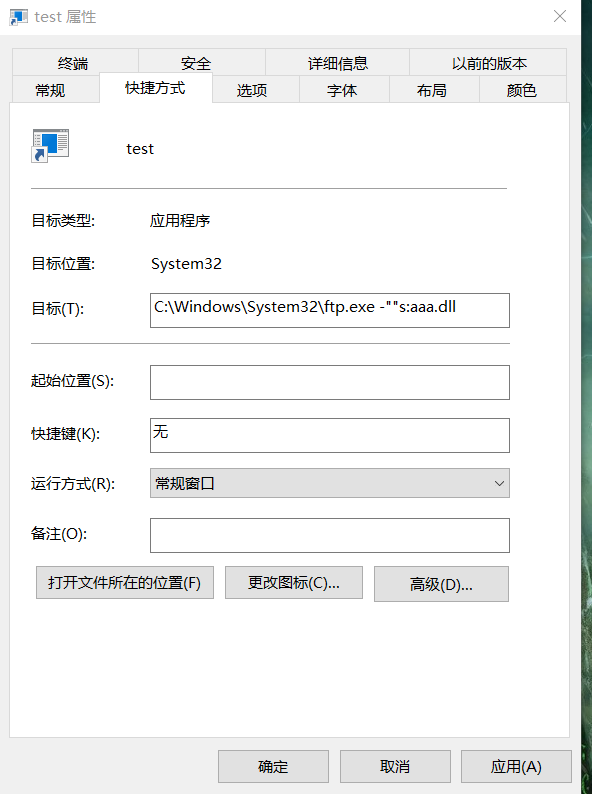 test 属性
终端 安全 详细信息 以前的版本
常规 快捷方式 选项 字体 布局 颜色
test
目标类型: 应用程序
目标位置: System32
目标(T): C:\Windows\System32\ftp.exe -""s:aaa.dll
起始位置(S):
快捷键(K): 无
运行方式(R): 常规窗口
备注(O):
打开文件所在的位置(F) 更改图标(C)... 高级(D)...
确定 取消 应用(A)